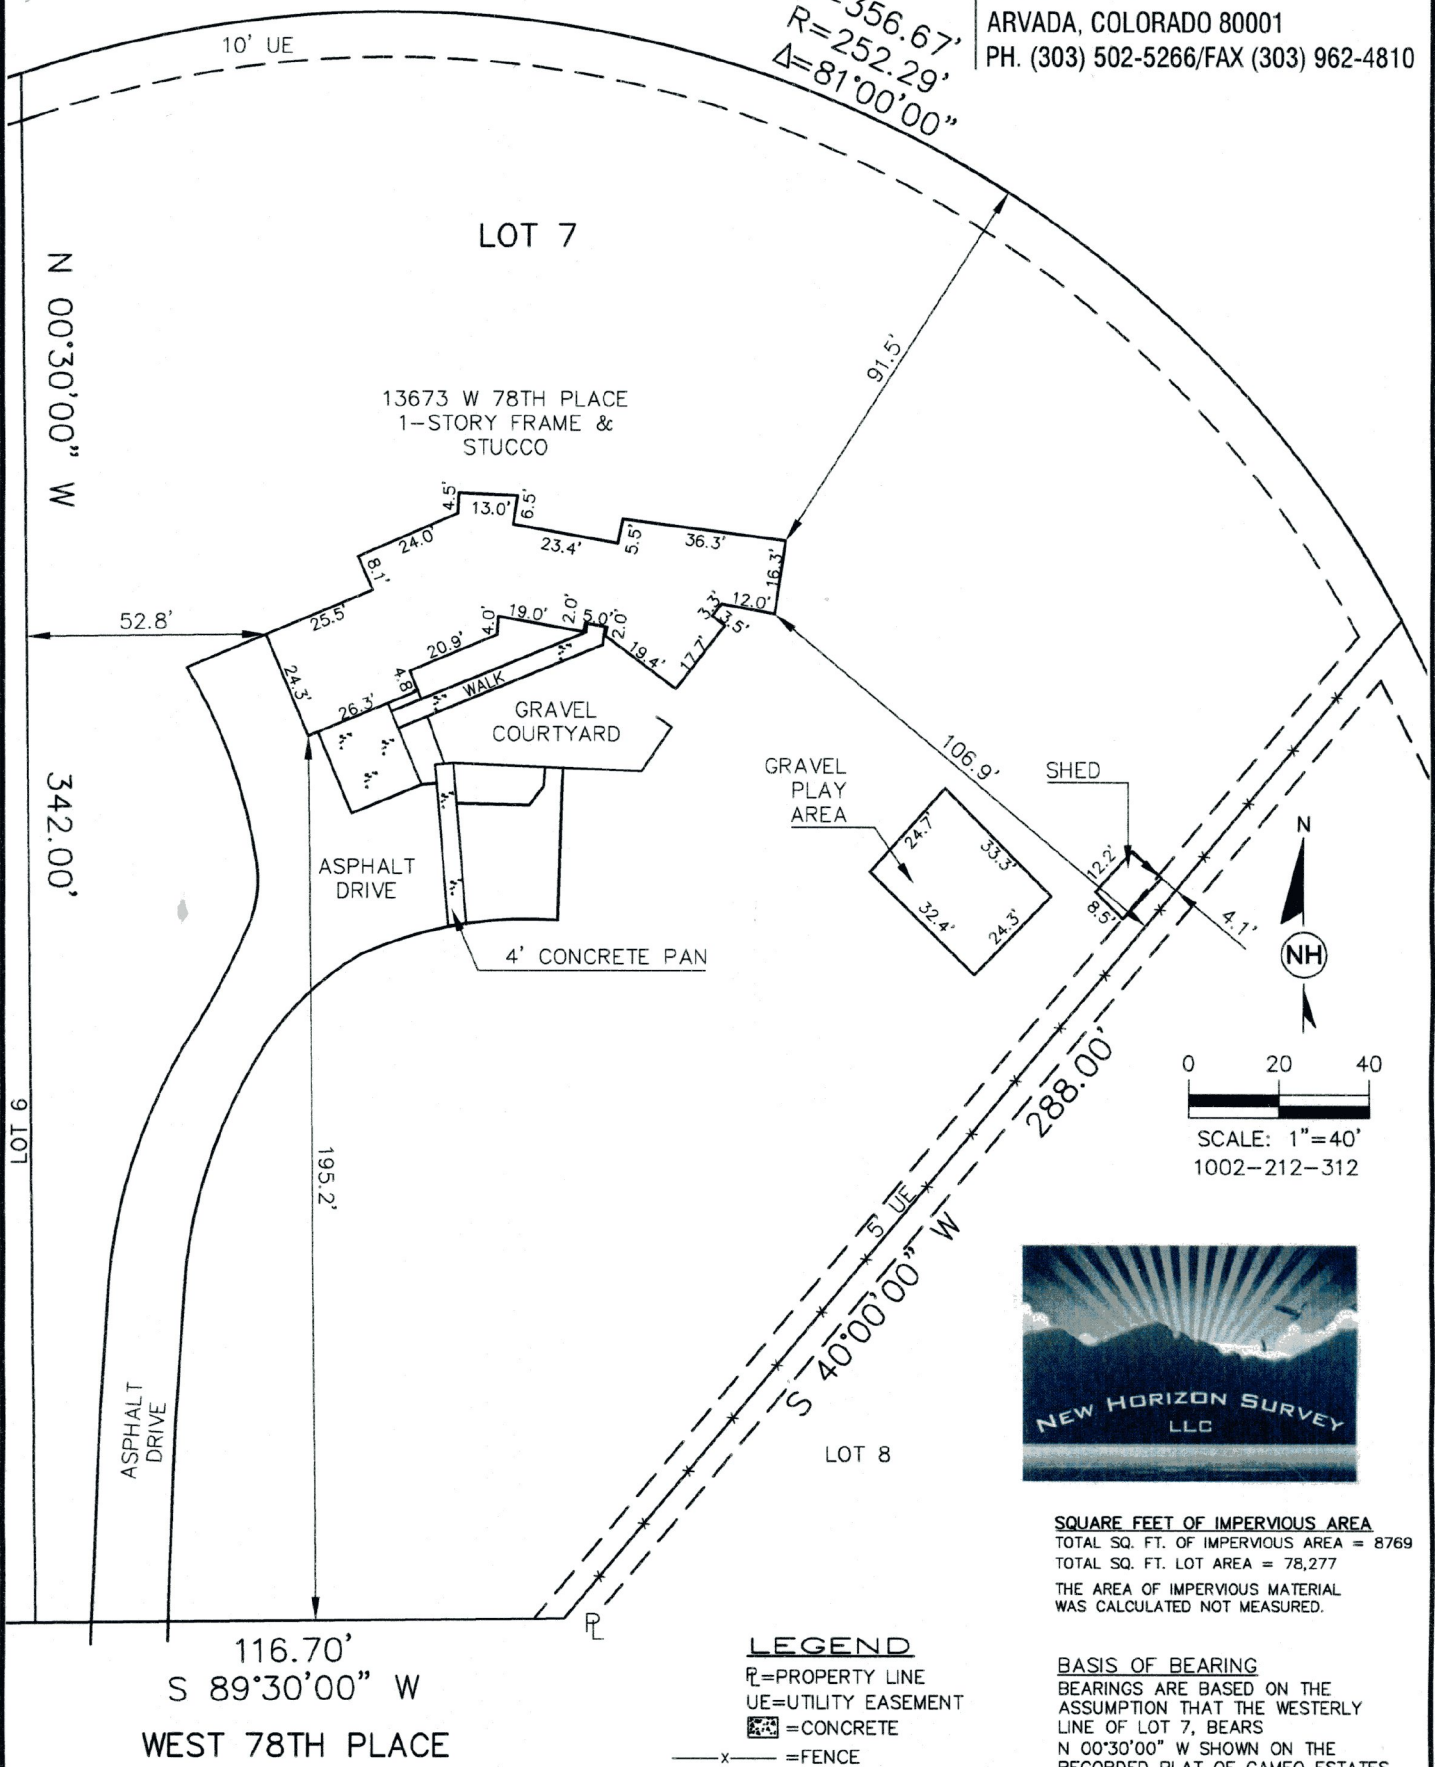 356.67'
R=252.29'
Δ=81°00'00"
ARVADA, COLORADO 80001
PH. (303) 502-5266/FAX (303) 962-4810
10' UE
LOT 7
N 00°30'00" W
342.00'
91.5'
13673 W 78TH PLACE
1-STORY FRAME &
STUCCO
4.5'
13.0'
6.5'
24.0'
23.4'
5.5'
36.3'
8.1'
16.3'
52.8'
25.5'
20.9'
4.0'
19.0'
2.0'
5.0'
2.0'
3.3'
12.0'
3.5'
19.4'
17.7'
24.3'
26.3'
4.8
WALK
GRAVEL
COURTYARD
106.9'
GRAVEL
PLAY
AREA
SHED
24.7'
33.3'
32.4'
24.3'
12.2'
8.5'
4.1'
ASPHALT
DRIVE
4' CONCRETE PAN
N
NH
0 20 40
SCALE: 1"=40'
1002-212-312
LOT 6
195.2'
288.00'
5' UE
S 40°00'00" W
ASPHALT
DRIVE
LOT 8
NEW HORIZON SURVEY
LLC
SQUARE FEET OF IMPERVIOUS AREA
TOTAL SQ. FT. OF IMPERVIOUS AREA = 8769
TOTAL SQ. FT. LOT AREA = 78,277
THE AREA OF IMPERVIOUS MATERIAL
WAS CALCULATED NOT MEASURED.
PL
116.70'
S 89°30'00" W
WEST 78TH PLACE
LEGEND
PL=PROPERTY LINE
UE=UTILITY EASEMENT
=CONCRETE
x =FENCE
BASIS OF BEARING
BEARINGS ARE BASED ON THE
ASSUMPTION THAT THE WESTERLY
LINE OF LOT 7, BEARS
N 00°30'00" W SHOWN ON THE
RECORDED PLAT OF CAMEO ESTATES